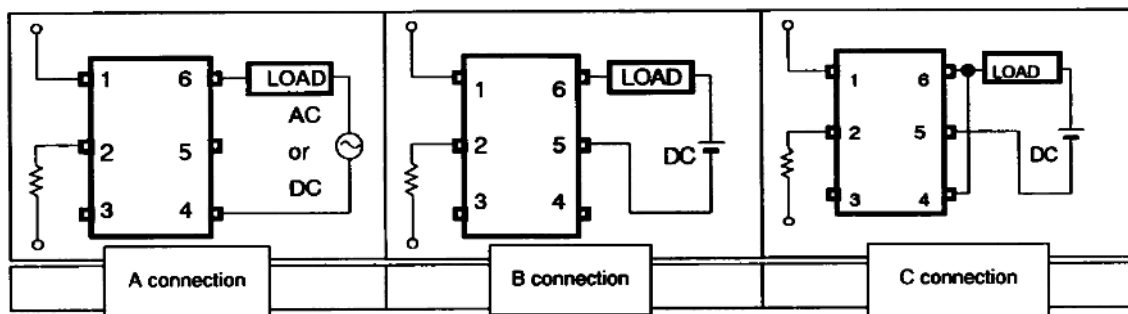 1 6 LOAD
AC
2 5 or
DC
3 4
A connection
1 6 LOAD
2 5 DC
3 4
B connection
1 6 LOAD
2 5 DC
3 4
C connection